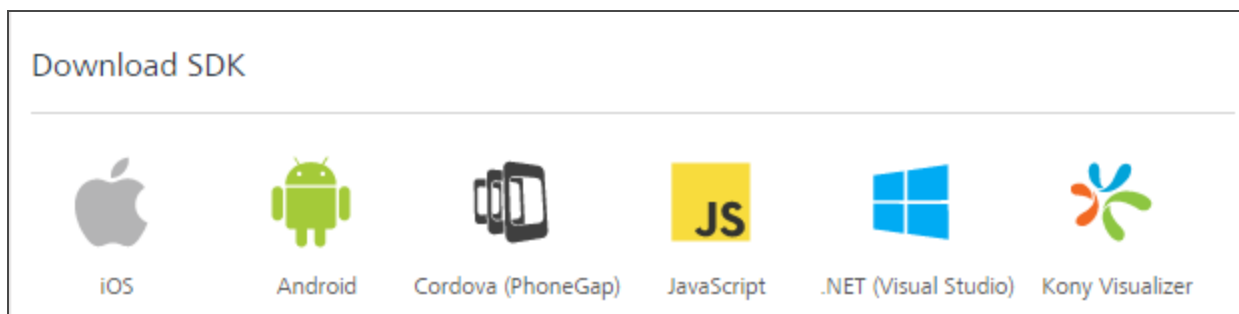 Download SDK
JS
iOS Android Cordova (PhoneGap) JavaScript .NET (Visual Studio) Kony Visualizer